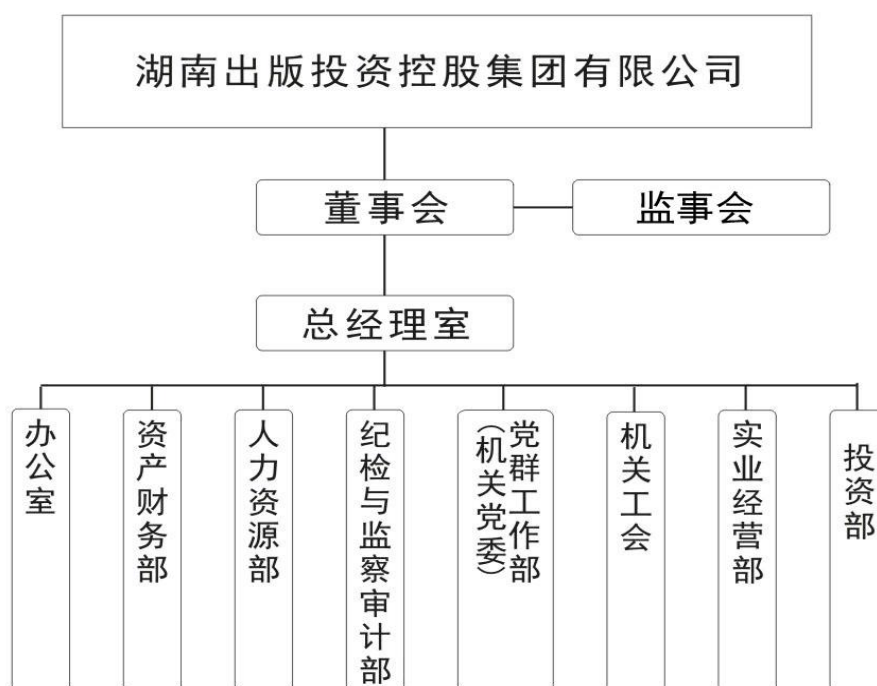 湖南出版投资控股集团有限公司
董事会
监事会
总经理室
办公室
资产财务部
人力资源部
纪检与监察审计部
党群工作部
（机关党委）
机关工会
实业经营部
投资部